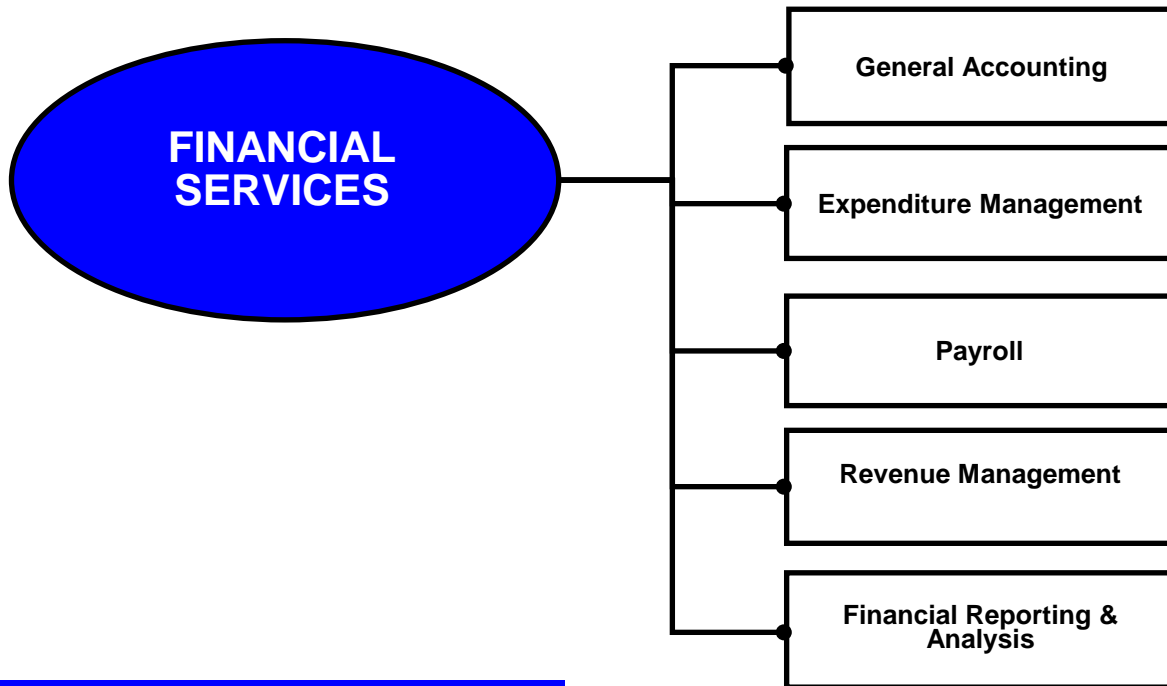 FINANCIAL
SERVICES
General Accounting
Expenditure Management
Payroll
Revenue Management
Financial Reporting &
Analysis